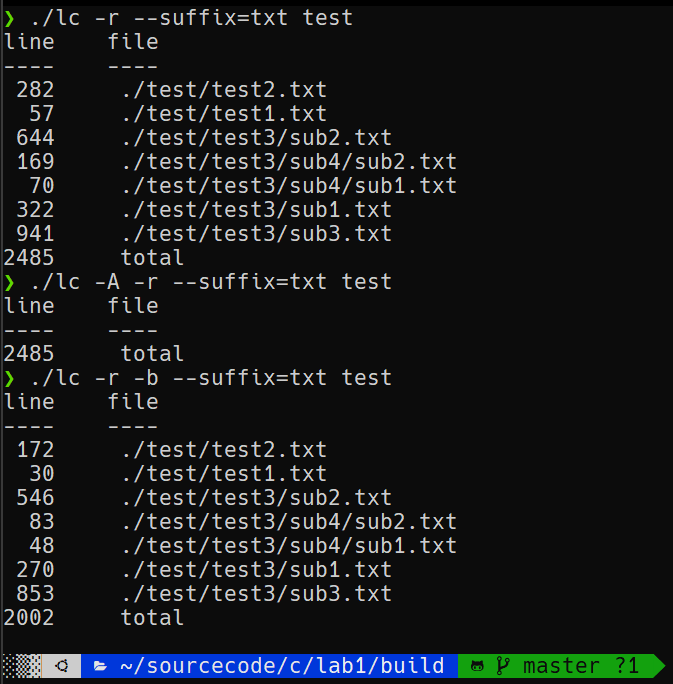 ❯ ./lc -r --suffix=txt test
line    file
----    ----
 282     ./test/test2.txt
  57     ./test/test1.txt
 644     ./test/test3/sub2.txt
 169     ./test/test3/sub4/sub2.txt
  70     ./test/test3/sub4/sub1.txt
 322     ./test/test3/sub1.txt
 941     ./test/test3/sub3.txt
2485     total
❯ ./lc -A -r --suffix=txt test
line    file
----    ----
2485     total
❯ ./lc -r -b --suffix=txt test
line    file
----    ----
 172     ./test/test2.txt
  30     ./test/test1.txt
 546     ./test/test3/sub2.txt
  83     ./test/test3/sub4/sub2.txt
  48     ./test/test3/sub4/sub1.txt
 270     ./test/test3/sub1.txt
 853     ./test/test3/sub3.txt
2002     total
~/sourcecode/c/lab1/build master ?1